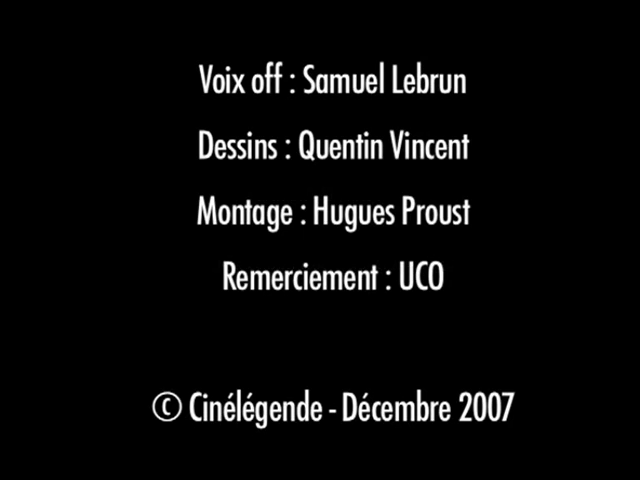 Voix off : Samuel Lebrun
Dessins : Quentin Vincent
Montage : Hugues Proust
Remerciement : UCO
© Cinélégende - Décembre 2007